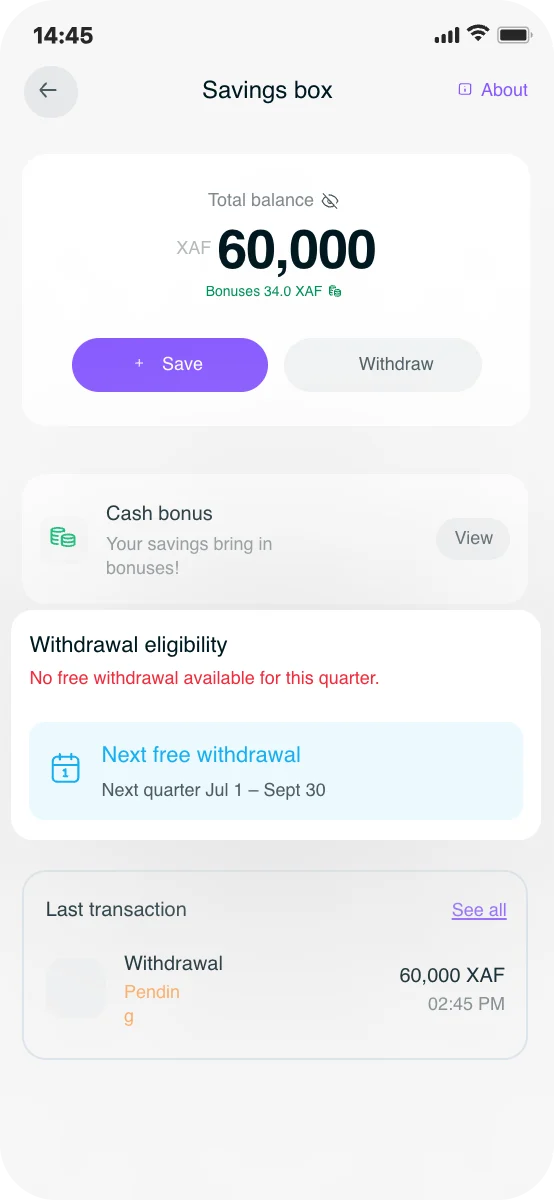 14:45
Savings box
About
Total balance
XAF 60,000
Bonuses 34.0 XAF
+ Save
Withdraw
Cash bonus
Your savings bring in
bonuses!
View
Withdrawal eligibility
No free withdrawal available for this quarter.
Next free withdrawal
1
Next quarter Jul 1 – Sept 30
Last transaction
See all
Withdrawal
60,000 XAF
Pendin
g
02:45 PM